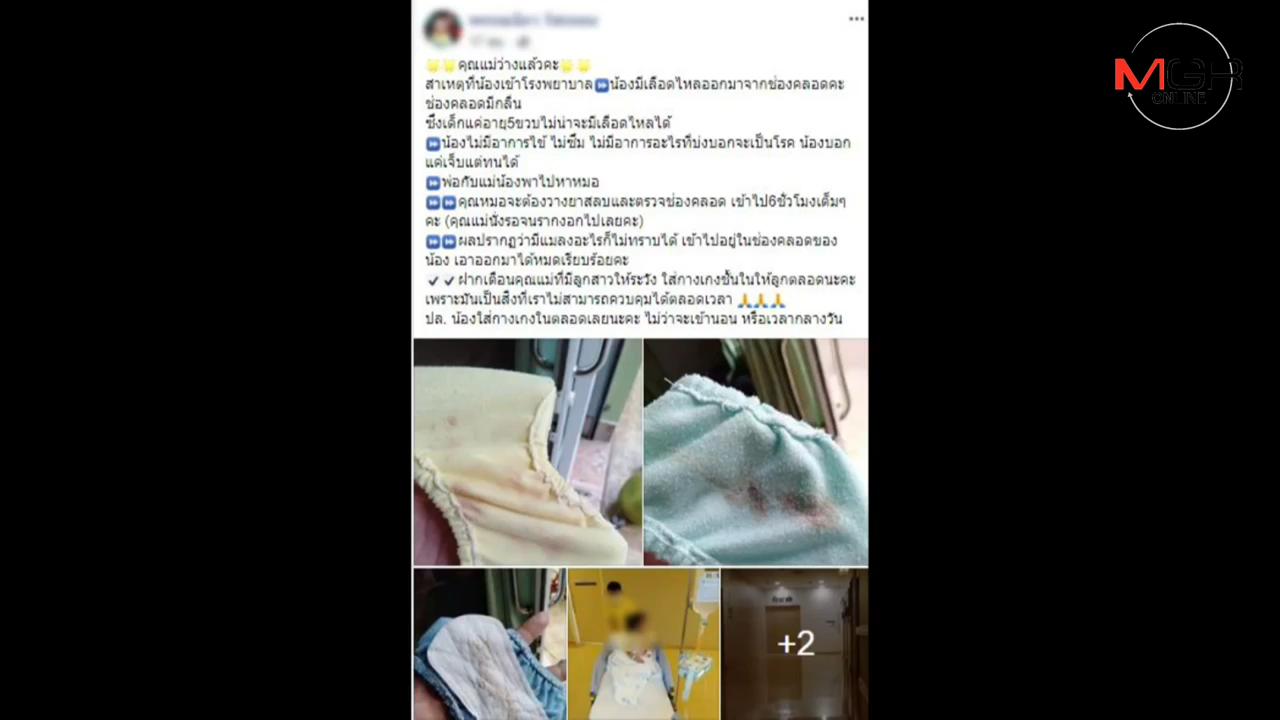 คุณแม่ว่างแล้วคะ
สาเหตุที่น้องเข้าโรงพยาบาล น้องมีเลือดไหลออกมาจากช่องคลอดคะ
ช่องคลอดมีกลิ่น
ซึ่งเด็กแค่อายุ5ขวบไม่น่าจะมีเลือดไหลได้
น้องไม่มีอาการไข้ ไม่ซึม ไม่มีอาการอะไรที่บ่งบอกจะเป็นโรค น้องบอก
แค่เจ็บแต่ทนได้
พ่อกับแม่น้องพาไปหาหมอ
คุณหมอจะต้องวางยาสลบและตรวจช่องคลอด เข้าไป6ชั่วโมงเต็มๆ
คะ (คุณแม่นั่งรอจนรากงอกไปเลยคะ)
ผลปรากฏว่ามีแมลงอะไรก็ไม่ทราบได้ เข้าไปอยู่ในช่องคลอดของ
น้อง เอาออกมาได้หมดเรียบร้อยคะ
ฝากเตือนคุณแม่ที่มีลูกสาวให้ระวัง ใส่กางเกงชั้นในให้ลูกตลอดนะคะ
เพราะมันเป็นสิ่งที่เราไม่สามารถควบคุมได้ตลอดเวลา 🙏🙏🙏
ปล. น้องใส่กางเกงในตลอดเลยนะคะ ไม่ว่าจะเข้านอน หรือเวลากลางวัน
+2
MGR
ONLINE